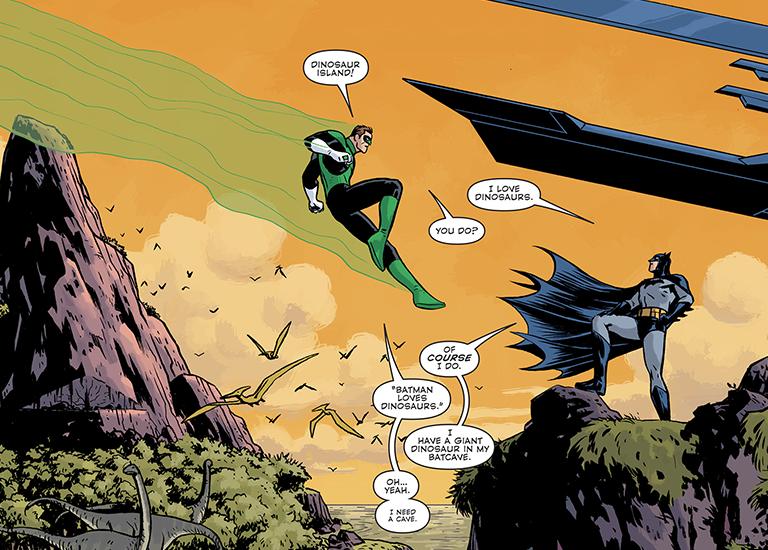 DINOSAUR
ISLAND!
I LOVE
DINOSAURS.
YOU DO?
OF
COURSE
I DO.
"BATMAN
LOVES
DINOSAURS."
I
HAVE A GIANT
DINOSAUR IN MY
BATCAVE.
OH...
YEAH.
I NEED
A CAVE.